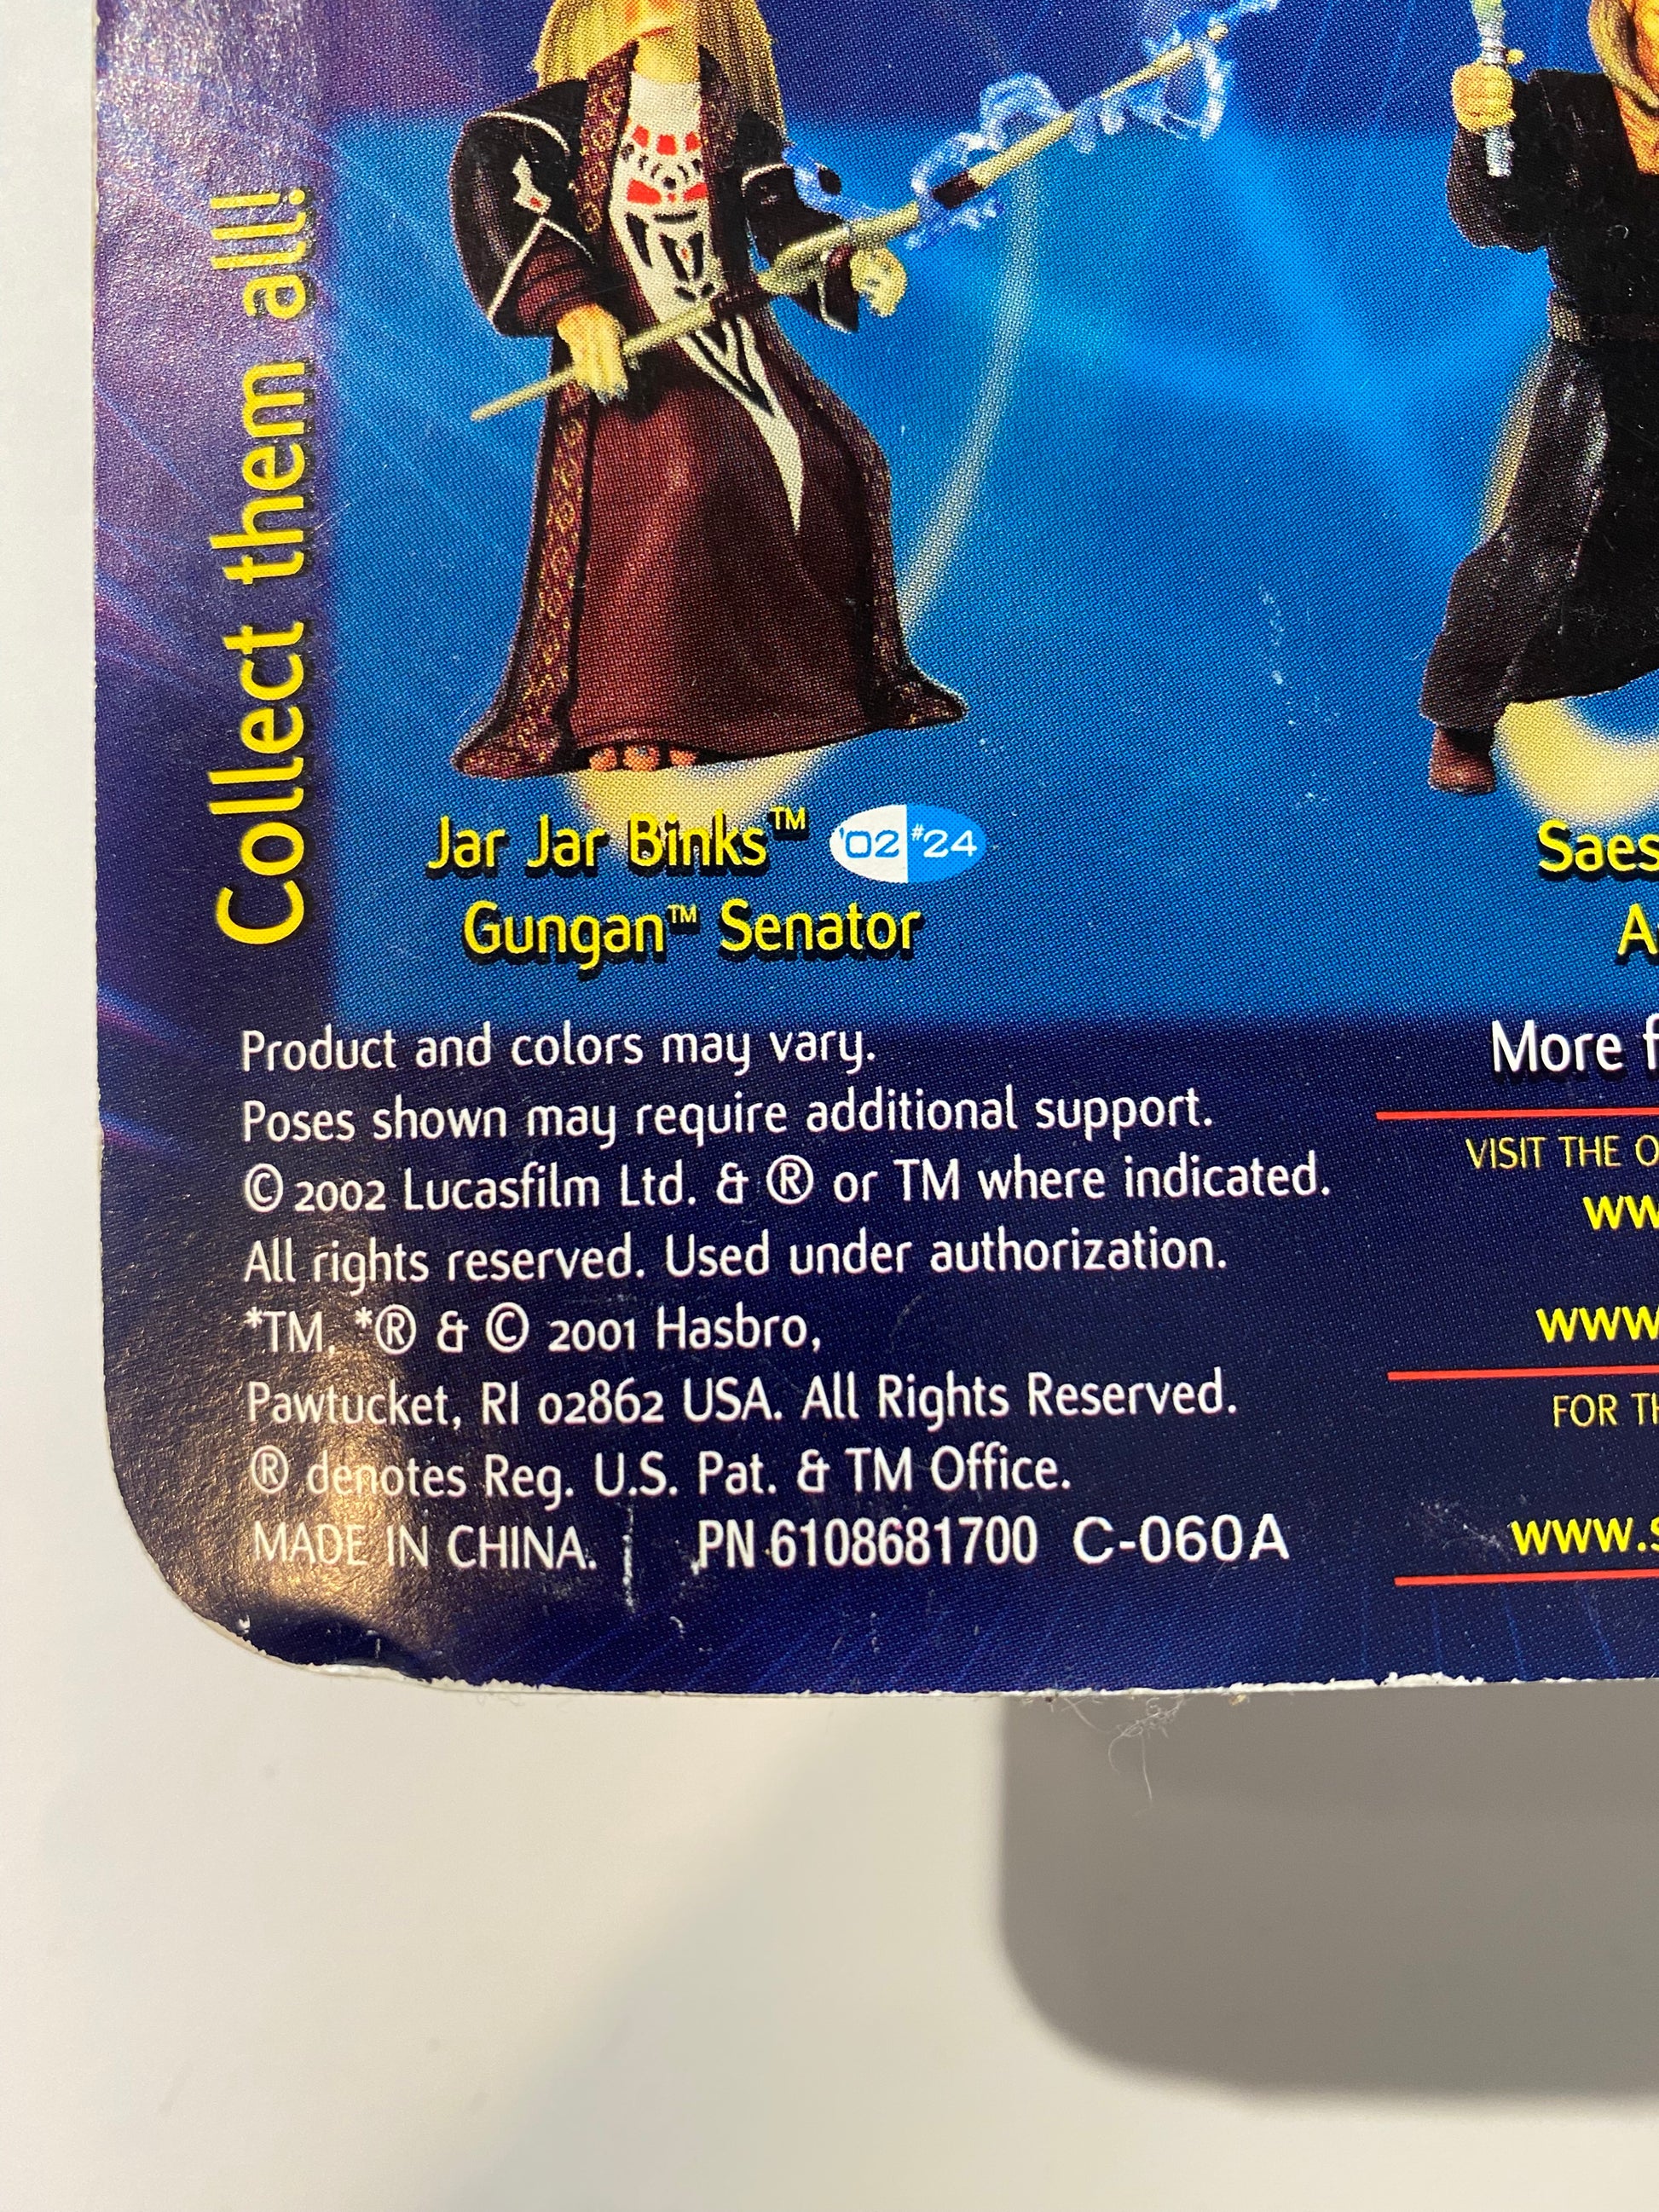 Collect them all!
Jar Jar Binks™ '02 #24
Gungan™ Senator
Saes
Product and colors may vary.
Poses shown may require additional support.
© 2002 Lucasfilm Ltd. & ® or TM where indicated.
All rights reserved. Used under authorization.
*TM, *® & © 2001 Hasbro,
Pawtucket, RI 02862 USA. All Rights Reserved.
® denotes Reg. U.S. Pat. & TM Office.
MADE IN CHINA. PN 6108681700 C-060A
More f
VISIT THE O
ww
www
FOR TH
www.s